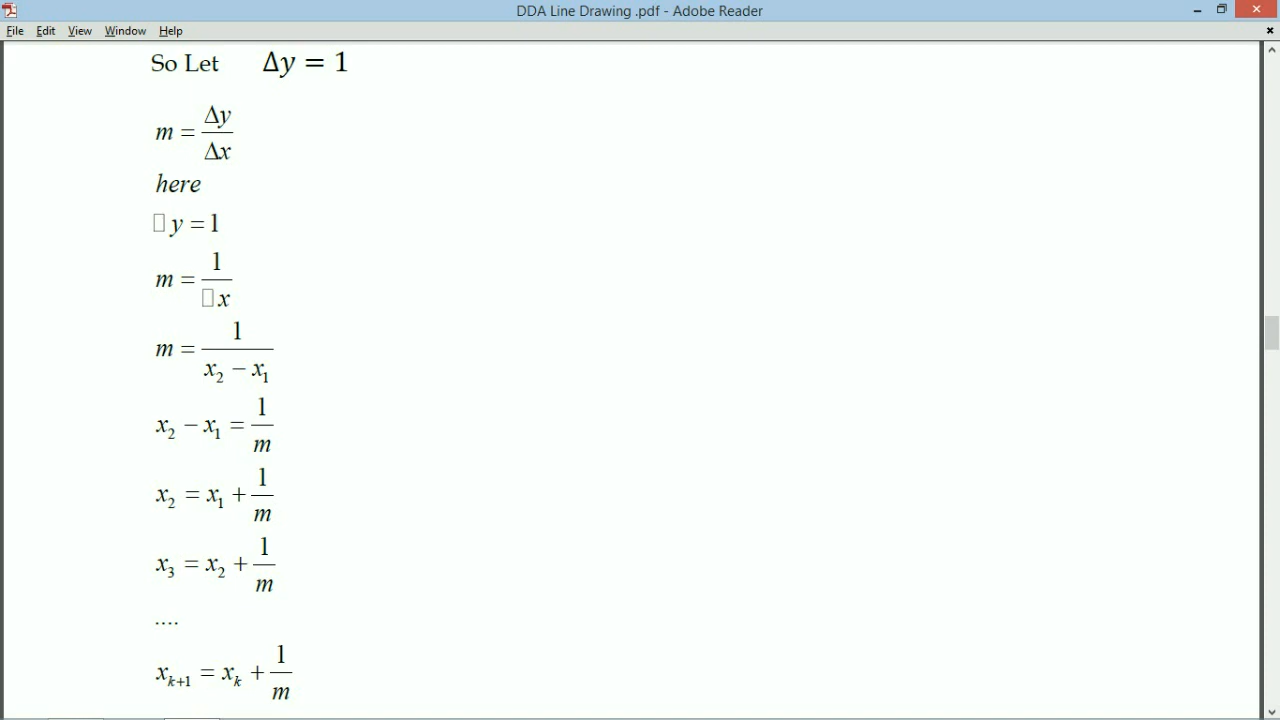 DDA Line Drawing .pdf - Adobe Reader
File Edit View Window Help
So Let Δy = 1
m = Δy/Δx
here
□ y = 1
m = 1/□ x
m = 1/(x₂ − x₁)
x₂ − x₁ = 1/m
x₂ = x₁ + 1/m
x₃ = x₂ + 1/m
....
xₖ₊₁ = xₖ + 1/m